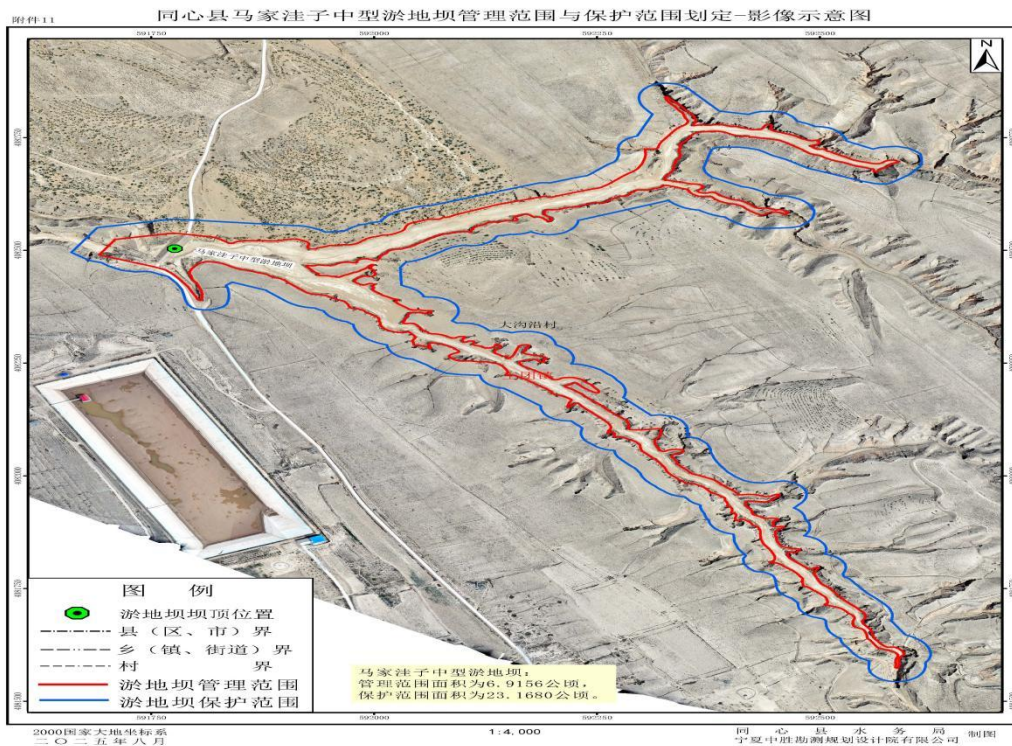 附件11
同心县马家洼子中型淤地坝管理范围与保护范围划定-影像示意图
591750
592000
592250
592500
N
马家洼子中型淤地坝
大沟沿村
图 例
淤地坝坝顶位置
县（区、市）界
乡（镇、街道）界
村 界
淤地坝管理范围
淤地坝保护范围
马家洼子中型淤地坝：
管理范围面积为6.9156公顷，
保护范围面积为23.1680公顷。
591750
592000
592250
592500
2000国家大地坐标系
二〇二五年八月
1:4,000
同心县水务局
宁夏中胜勘测规划设计院有限公司
制图